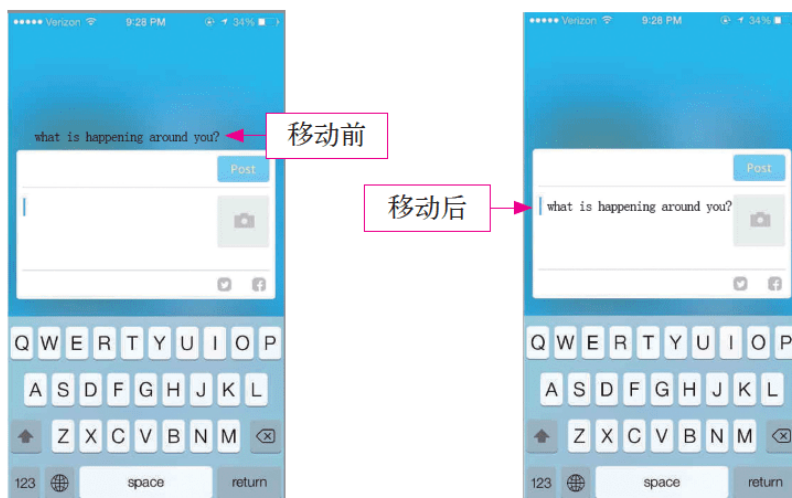 Verizon 9:28 PM 34%
what is happening around you?
移动前
Post
Q W E R T Y U I O P
A S D F G H J K L
Z X C V B N M
123 space return
Verizon 9:28 PM 34%
Post
移动后
what is happening around you?
Q W E R T Y U I O P
A S D F G H J K L
Z X C V B N M
123 space return